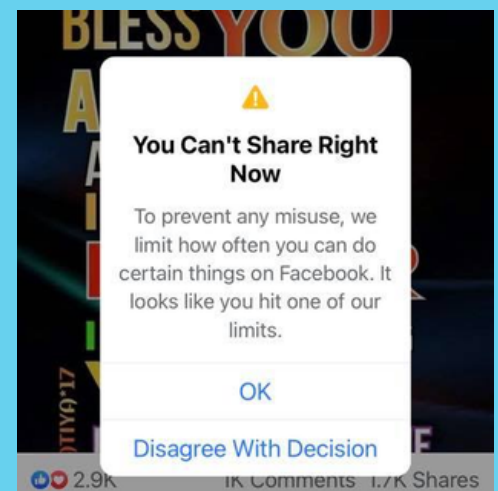 BLESS YOU
You Can't Share Right
Now
To prevent any misuse, we
limit how often you can do
certain things on Facebook. It
looks like you hit one of our
limits.
OK
Disagree With Decision
2.9K 1K Comments 1.7K Shares